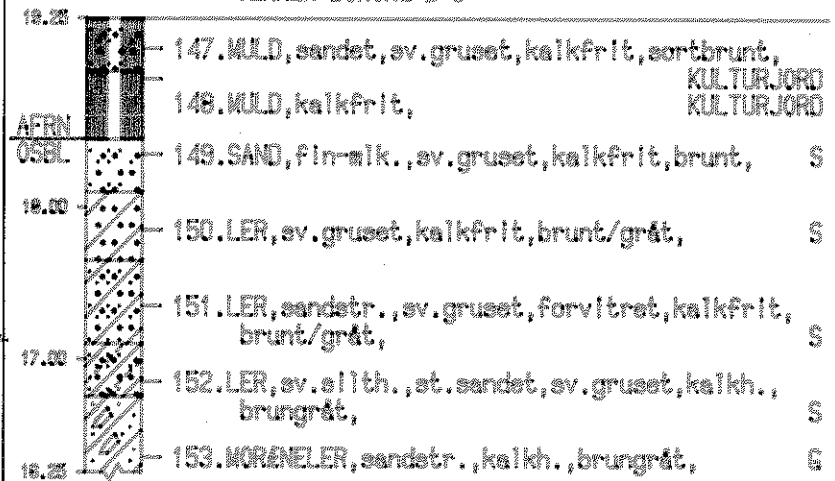 19.25
147.MULD,sandet,sv.gruset,kalkfrit,sortbrunt,
KULTURJORD
148.MULD,kalkfrit,
KULTURJORD
AFRN
OSBL
149.SAND,fin-mlk.,sv.gruset,kalkfrit,brunt, S
18.00
150.LER,sv.gruset,kalkfrit,brunt/gråt, S
151.LER,sandstr.,sv.gruset,forvitret,kalkfrit,
brunt/gråt, S
17.00
152.LER,sv.silth.,st.sandet,sv.gruset,kalkh.,
brungråt, S
153.MORÆNELER,sandstr.,kalkh.,brungråt, G
16.25